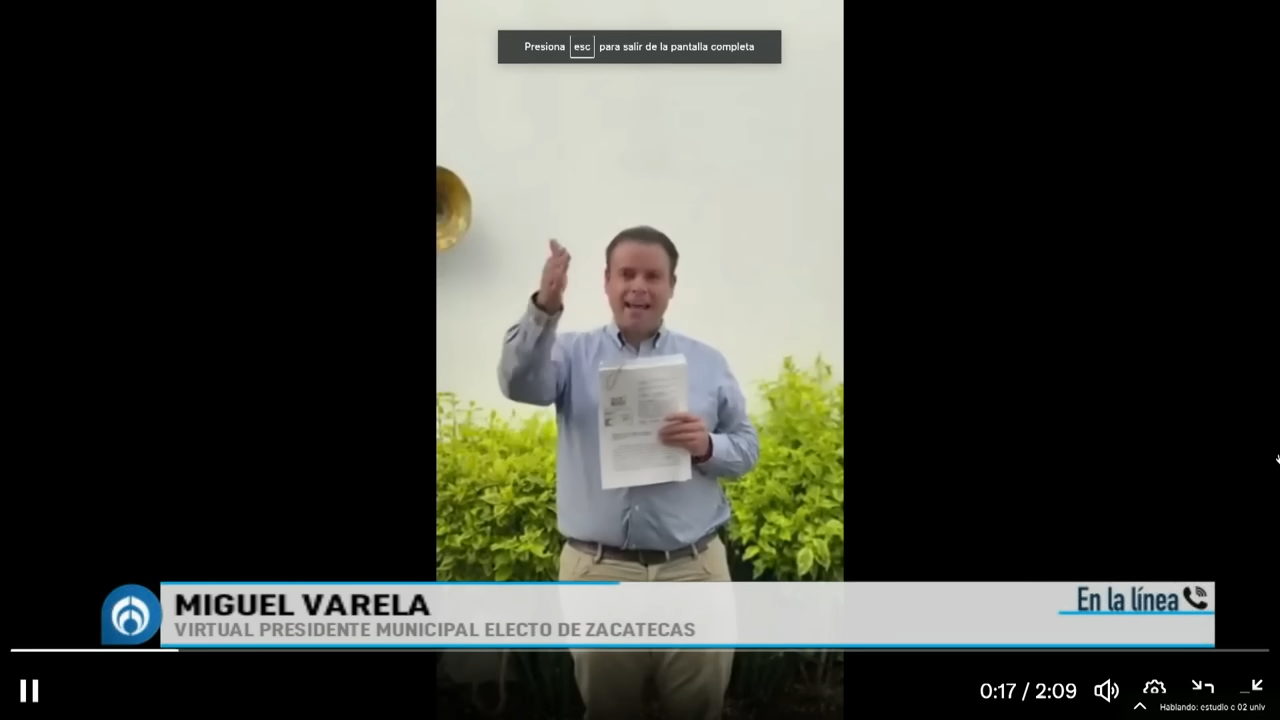 Presiona esc para salir de la pantalla completa
MIGUEL VARELA
VIRTUAL PRESIDENTE MUNICIPAL ELECTO DE ZACATECAS
En la línea
0:17 / 2:09
Hablando: estudio c 02 univ